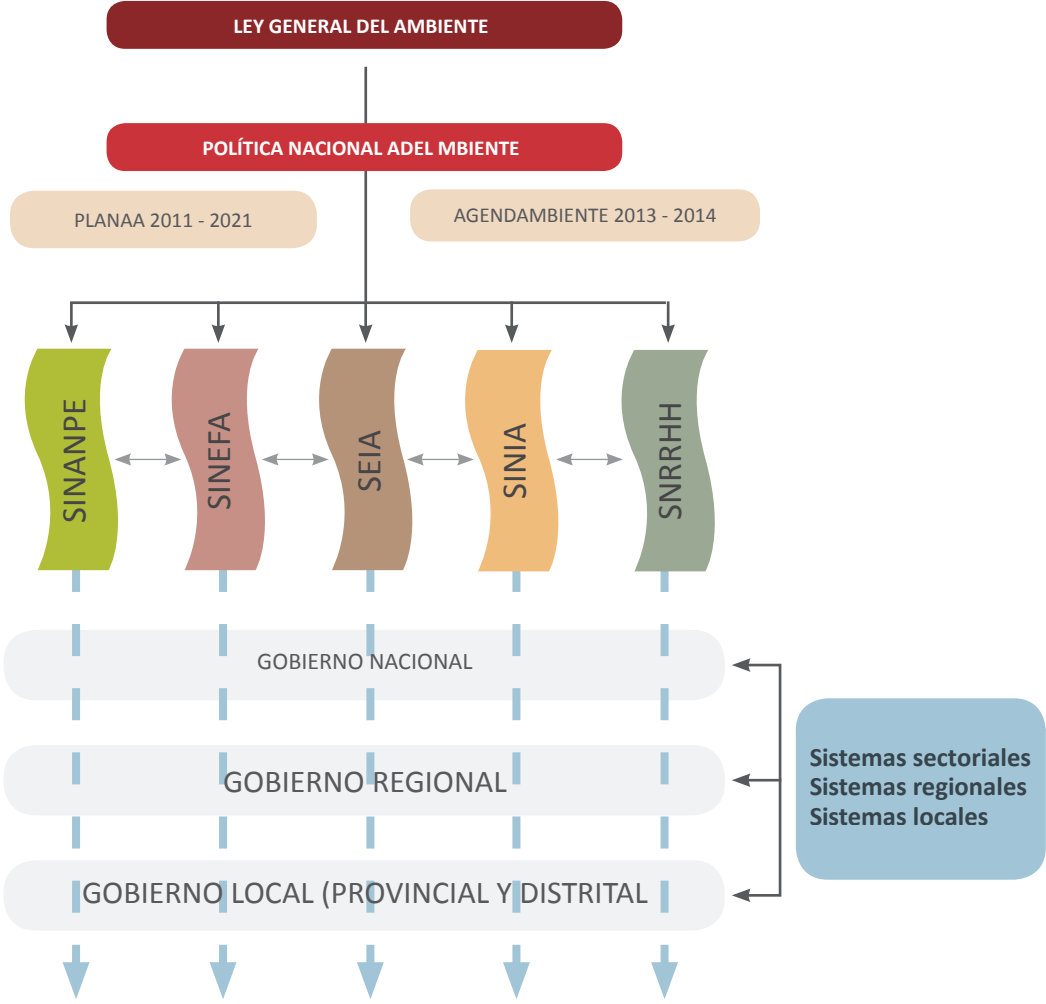 LEY GENERAL DEL AMBIENTE
POLÍTICA NACIONAL ADEL MBIENTE
PLANAA 2011 - 2021
AGENDAMBIENTE 2013 - 2014
SINANPE
SINEFA
SEIA
SINIA
SNRRHH
GOBIERNO NACIONAL
GOBIERNO REGIONAL
GOBIERNO LOCAL (PROVINCIAL Y DISTRITAL
Sistemas sectoriales
Sistemas regionales
Sistemas locales